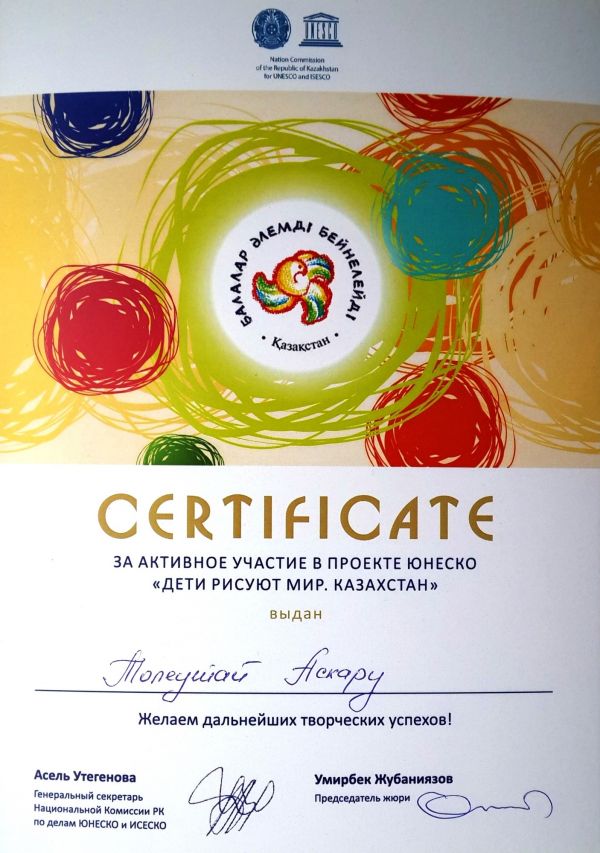 UNESCO
Nation Commission
of the Republic of Kazakhstan
for UNESCO and ISESCO
БАЛАЛАР ӘЛЕМДІ БЕЙНЕЛЕЙДІ
• Қазақстан •
CERTIFICATE
ЗА АКТИВНОЕ УЧАСТИЕ В ПРОЕКТЕ ЮНЕСКО
«ДЕТИ РИСУЮТ МИР. КАЗАХСТАН»
выдан
Толеутай Аскару
Желаем дальнейших творческих успехов!
Асель Утегенова
Генеральный секретарь
Национальной Комиссии РК
по делам ЮНЕСКО и ИСЕСКО
Умирбек Жубаниязов
Председатель жюри